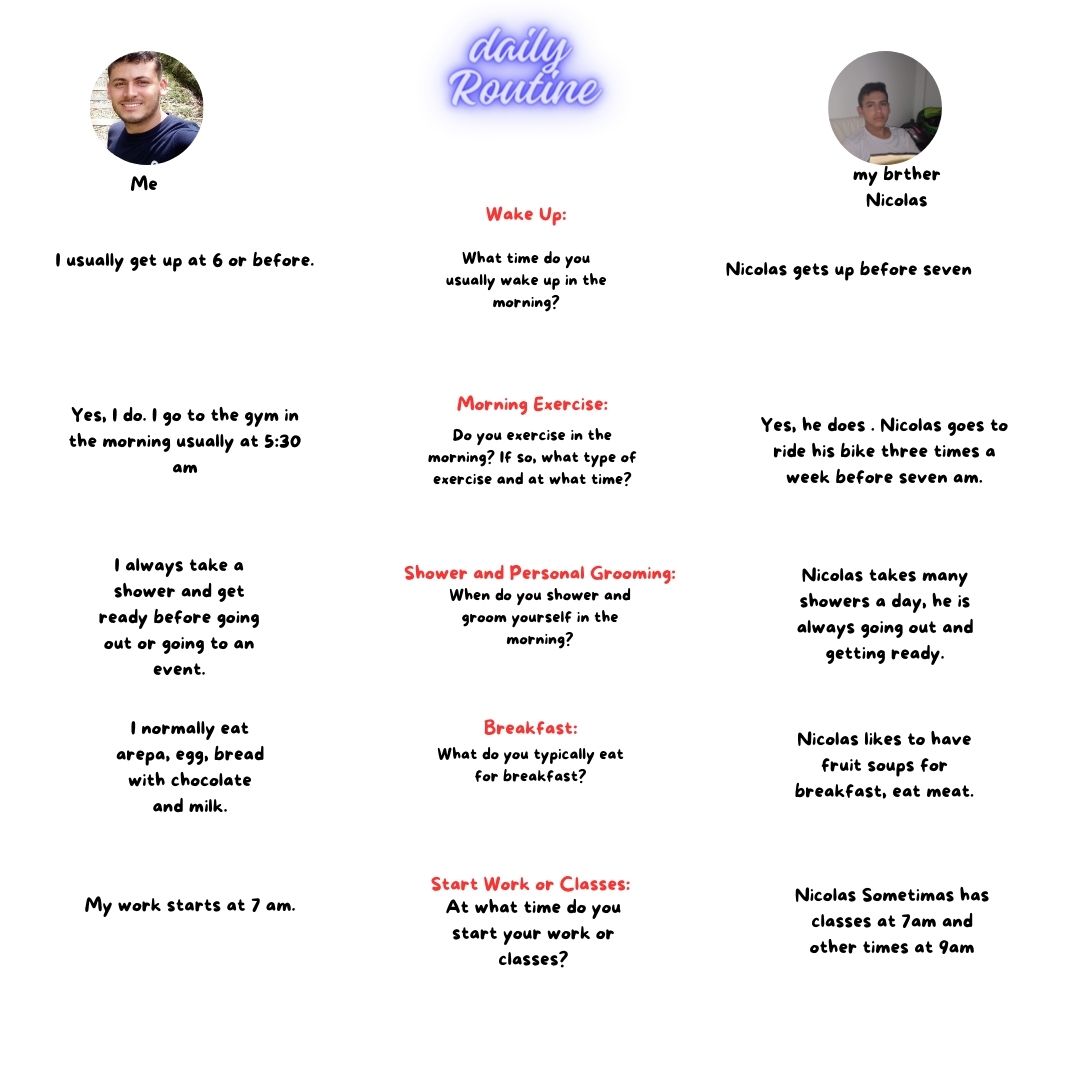 daily
Routine
Me
my brther
Nicolas
Wake Up:
I usually get up at 6 or before.
What time do you
usually wake up in the
morning?
Nicolas gets up before seven
Morning Exercise:
Yes, I do. I go to the gym in
the morning usually at 5:30
am
Do you exercise in the
morning? If so, what type of
exercise and at what time?
Yes, he does . Nicolas goes to
ride his bike three times a
week before seven am.
Shower and Personal Grooming:
I always take a
shower and get
ready before going
out or going to an
event.
When do you shower and
groom yourself in the
morning?
Nicolas takes many
showers a day, he is
always going out and
getting ready.
Breakfast:
I normally eat
arepa, egg, bread
with chocolate
and milk.
What do you typically eat
for breakfast?
Nicolas likes to have
fruit soups for
breakfast, eat meat.
Start Work or Classes:
My work starts at 7 am.
At what time do you
start your work or
classes?
Nicolas Sometimas has
classes at 7am and
other times at 9am